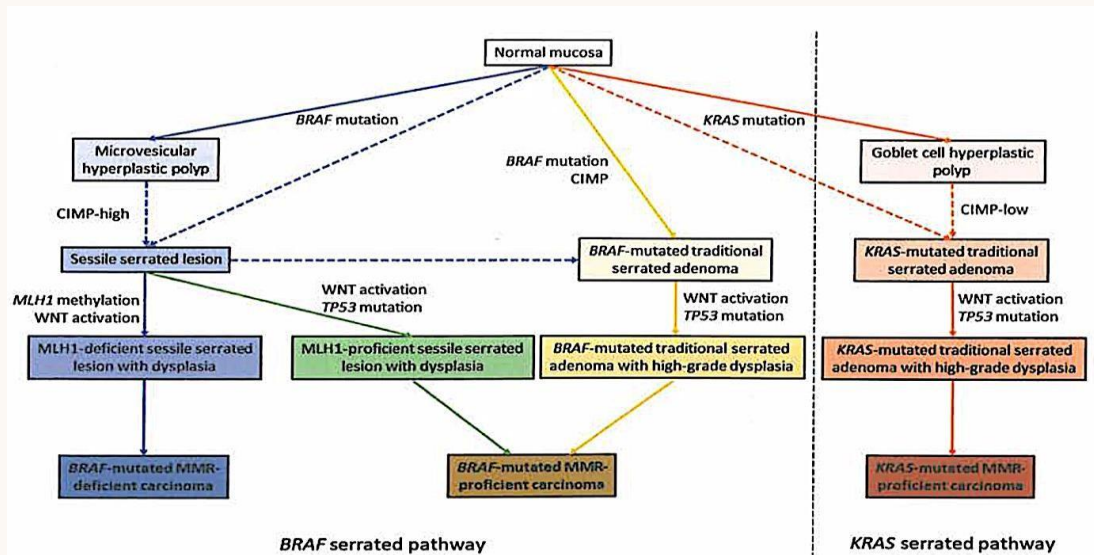 Normal mucosa
BRAF mutation
KRAS mutation
Microvesicular
hyperplastic polyp
BRAF mutation
CIMP
Goblet cell hyperplastic
polyp
CIMP-high
CIMP-low
Sessile serrated lesion
BRAF-mutated traditional
serrated adenoma
KRAS-mutated traditional
serrated adenoma
MLH1 methylation
WNT activation
WNT activation
TP53 mutation
WNT activation
TP53 mutation
WNT activation
TP53 mutation
MLH1-deficient sessile serrated
lesion with dysplasia
MLH1-proficient sessile serrated
lesion with dysplasia
BRAF-mutated traditional serrated
adenoma with high-grade dysplasia
KRAS-mutated traditional serrated
adenoma with high-grade dysplasia
BRAF-mutated MMR-
deficient carcinoma
BRAF-mutated MMR-
proficient carcinoma
KRAS-mutated MMR-
proficient carcinoma
BRAF serrated pathway
KRAS serrated pathway